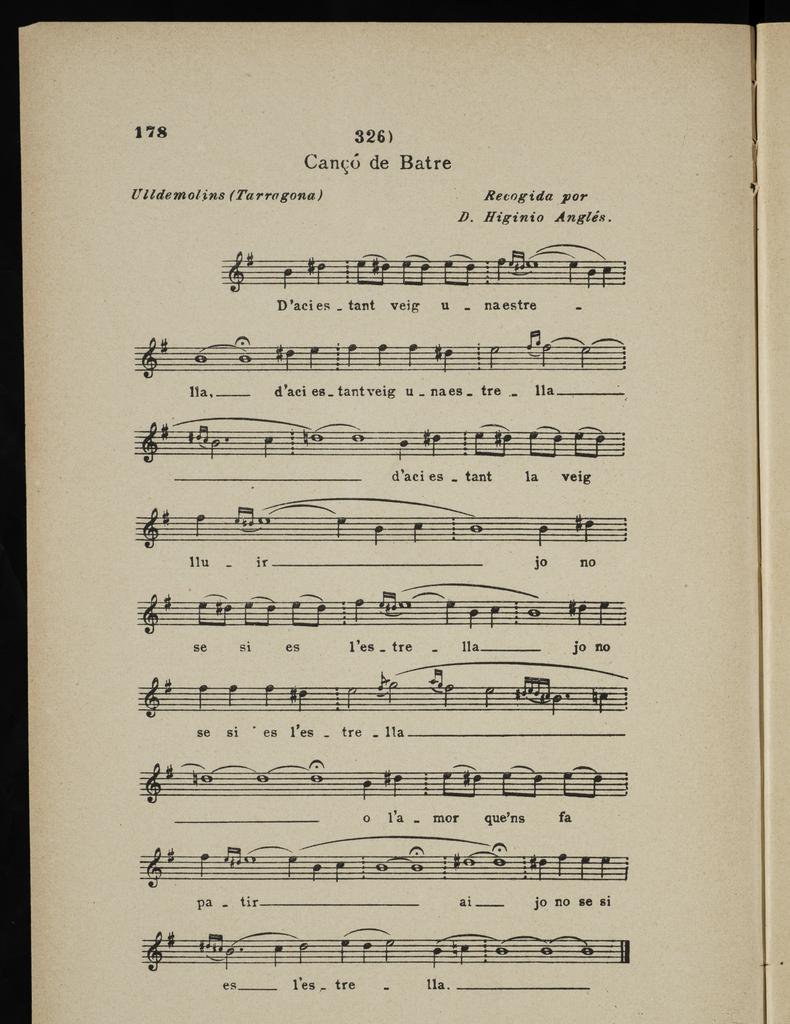 178
326)
Cançó de Batre
Ulldemolins (Tarragona)
Recogida por
D. Higinio Anglés.
D'aci es - tant veig u - na estre -
lla, d'aci es - tant veig u - na es - tre - lla
d'aci es - tant la veig
llu - ir jo no
se si es l'es - tre - lla jo no
se si es l'es - tre - lla
o l'a - mor que'ns fa
pa - tir ai jo no se si
es l'es - tre - lla.